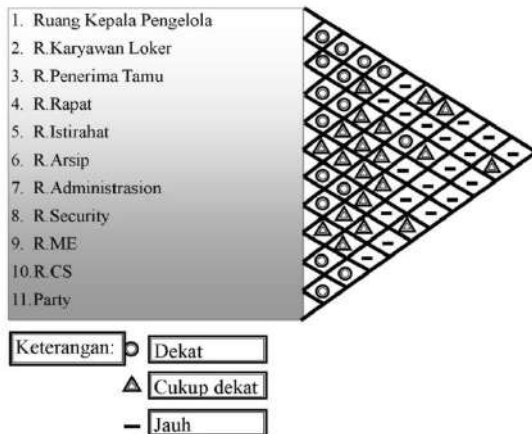 1. Ruang Kepala Pengelola
2. R.Karyawan Loker
3. R.Penerima Tamu
4. R.Rapat
5. R.Istirahat
6. R.Arsip
7. R.Administrasion
8. R.Security
9. R.ME
10.R.CS
11.Party
Keterangan:
Dekat
Cukup dekat
Jauh